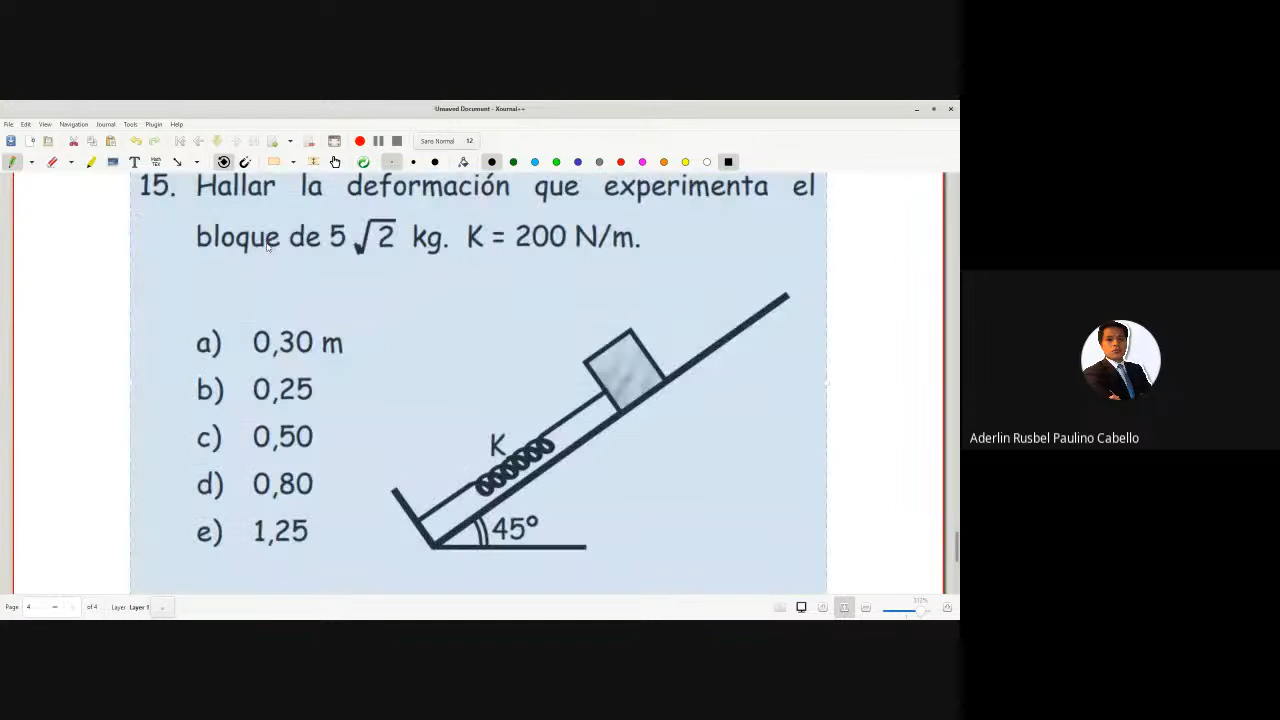 Unsaved Document - Xournal++
File Edit View Navigation Journal Tools Plugin Help
Sans Normal 12
15. Hallar la deformación que experimenta el
bloque de 5 √2 kg. K = 200 N/m.
a) 0,30 m
b) 0,25
c) 0,50
d) 0,80
e) 1,25
K
45°
Aderlin Rusbel Paulino Cabello
Page 4 of 4 Layer Layer 1
312%